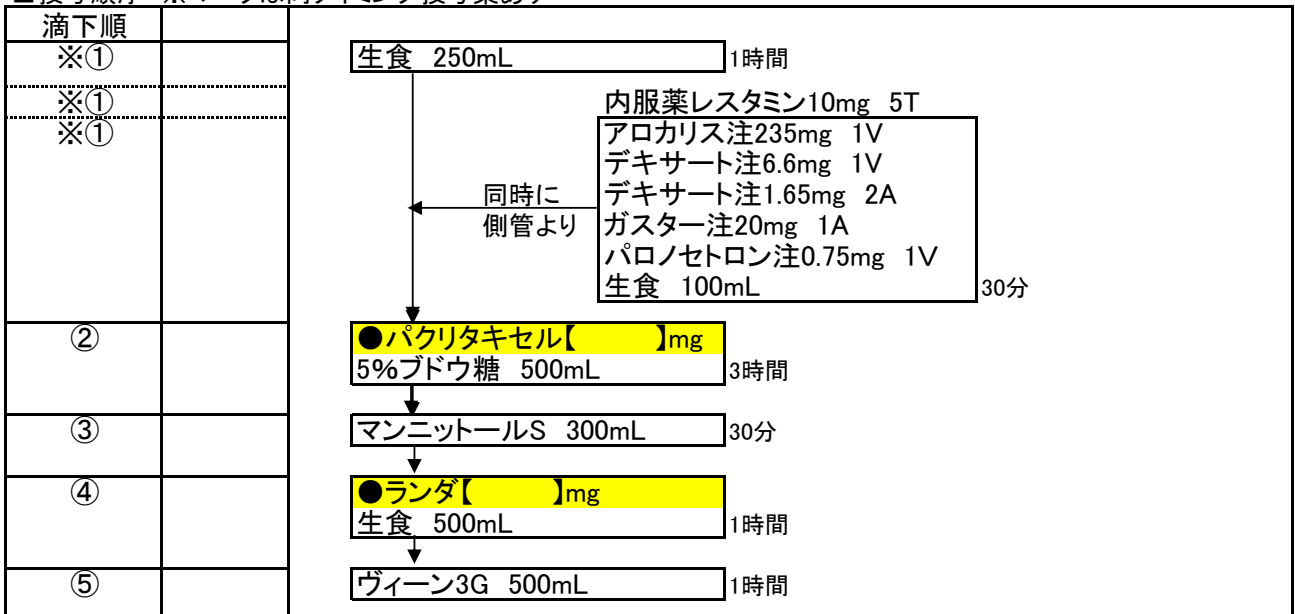 滴下順
※① 生食 250mL 1時間
※① 内服薬レスタミン10mg 5T
※① アロカリス注235mg 1V
デキサート注6.6mg 1V
同時に デキサート注1.65mg 2A
側管より ガスター注20mg 1A
パロノセトロン注0.75mg 1V
生食 100mL 30分
② ●パクリタキセル【 】mg
5%ブドウ糖 500mL 3時間
③ マンニットールS 300mL 30分
④ ●ランダ【 】mg
生食 500mL 1時間
⑤ ヴィーン3G 500mL 1時間